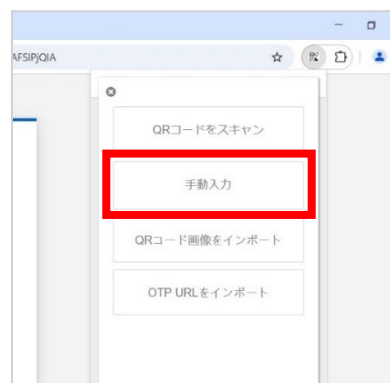 AFSIPjQIA
QRコードをスキャン
手動入力
QRコード画像をインポート
OTP URLをインポート